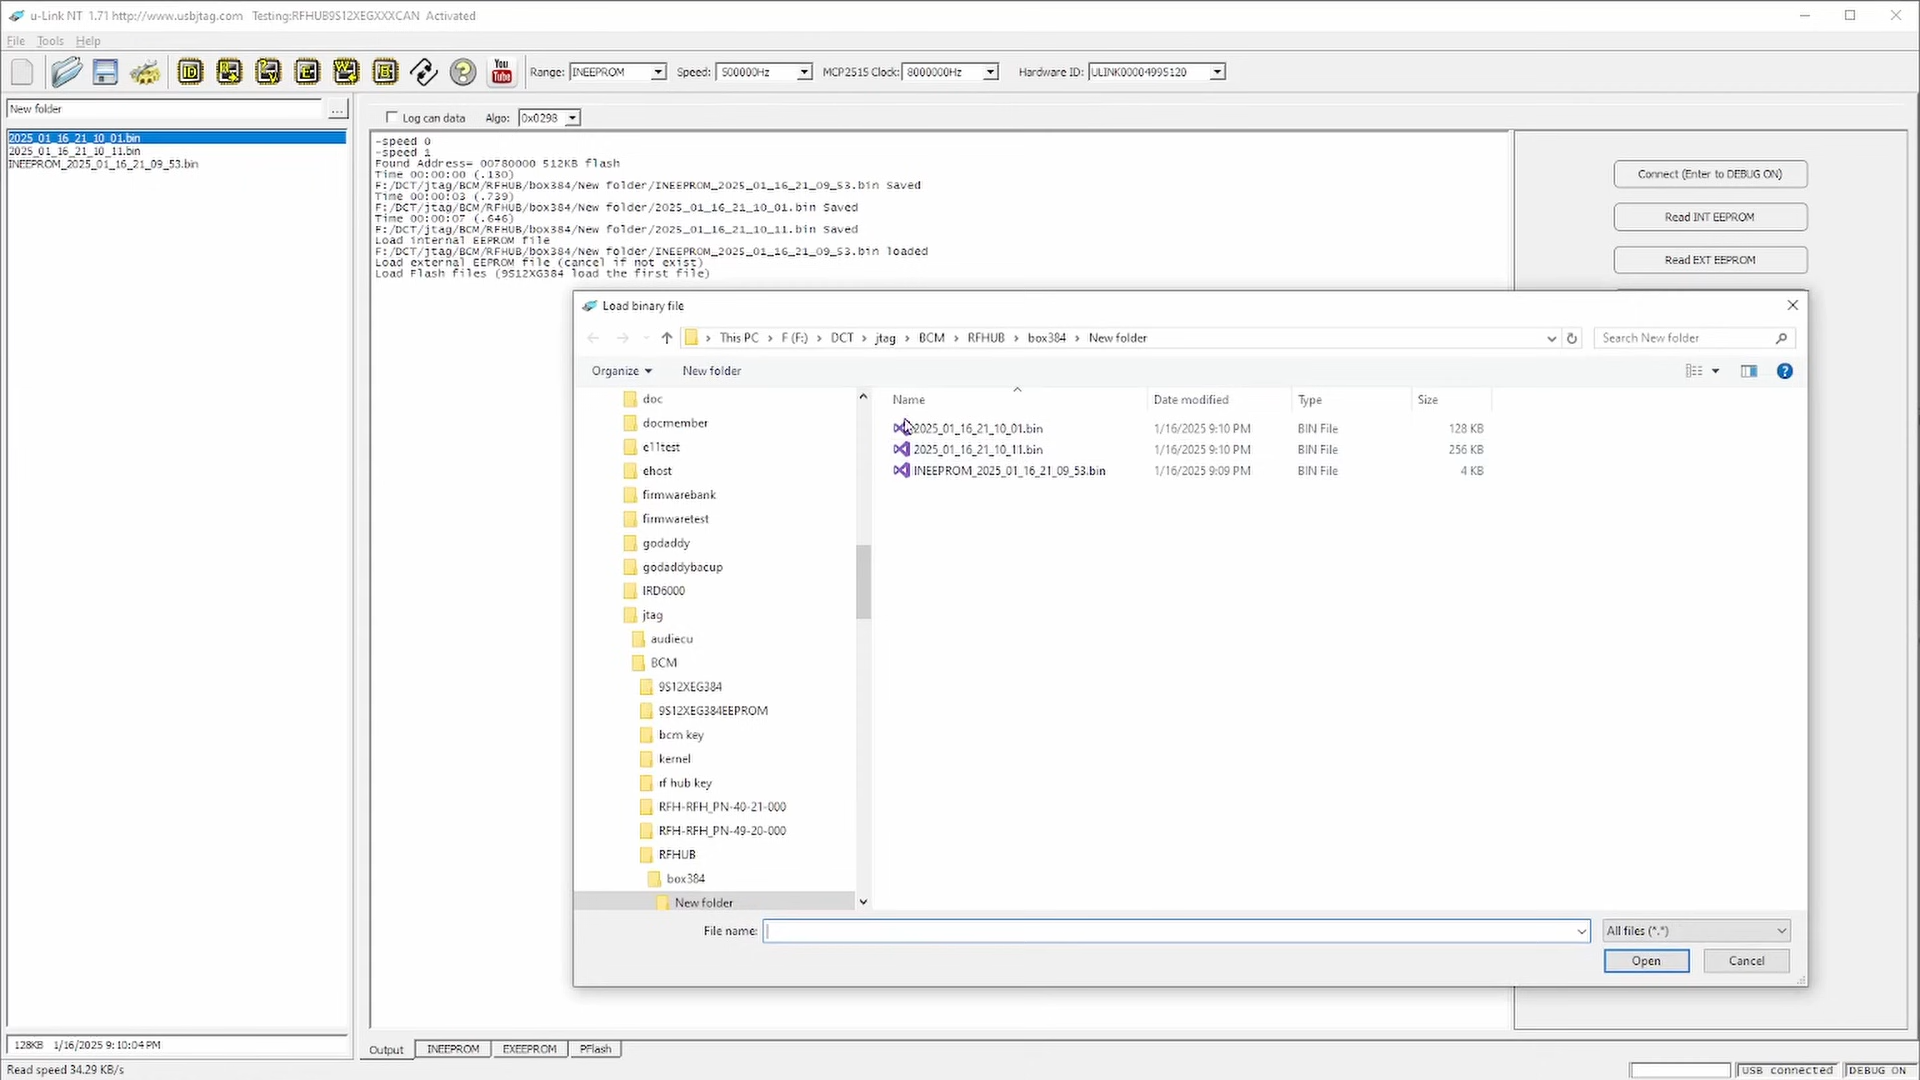 u-Link NT 1.71 http://www.usbjtag.com Testing:RFHUB9S12XEGXXXCAN Activated
File Tools Help
You Tube Range: INEEPROM Speed: 500000Hz MCP2515 Clock: 8000000Hz Hardware ID: ULINK00004995120
New folder ...
Log can data Algo: 0x0298
2025_01_16_21_10_01.bin
2025_01_16_21_10_11.bin
INEEPROM_2025_01_16_21_09_53.bin
-speed 0
-speed 1
Found Address= 00780000 512KB flash
Time 00:00:00 (.130)
F:/DCT/jtag/BCM/RFHUB/box384/New folder/INEEPROM_2025_01_16_21_09_53.bin Saved
Time 00:00:03 (.739)
F:/DCT/jtag/BCM/RFHUB/box384/New folder/2025_01_16_21_10_01.bin Saved
Time 00:00:07 (.646)
F:/DCT/jtag/BCM/RFHUB/box384/New folder/2025_01_16_21_10_11.bin Saved
Load internal EEPROM file
F:/DCT/jtag/BCM/RFHUB/box384/New folder/INEEPROM_2025_01_16_21_09_53.bin loaded
Load external EEPROM file (cancel if not exist)
Load Flash files (9S12XG384 load the first file)
Connect (Enter to DEBUG ON)
Read INT EEPROM
Read EXT EEPROM
Load binary file
This PC F (F:) DCT jtag BCM RFHUB box384 New folder
Search New folder
Organize New folder
Name Date modified Type Size
2025_01_16_21_10_01.bin 1/16/2025 9:10 PM BIN File 128 KB
2025_01_16_21_10_11.bin 1/16/2025 9:10 PM BIN File 256 KB
INEEPROM_2025_01_16_21_09_53.bin 1/16/2025 9:09 PM BIN File 4 KB
doc
docmember
e11test
ehost
firmwarebank
firmwaretest
godaddy
godaddybacup
IRD6000
jtag
audiecu
BCM
9S12XEG384
9S12XEG384EEPROM
bcm key
kernel
rf hub key
RFH-RFH_PN-40-21-000
RFH-RFH_PN-49-20-000
RFHUB
box384
New folder
File name: All files (*.*)
Open Cancel
128KB 1/16/2025 9:10:04 PM
Output INEEPROM EXEEPROM PFlash
Read speed 34.29 KB/s
USB connected DEBUG ON